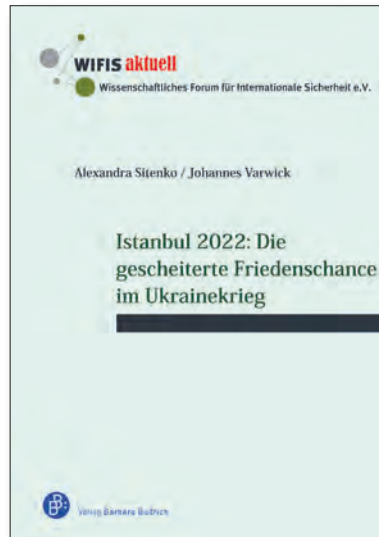 WIFIS aktuell
Wissenschaftliches Forum für Internationale Sicherheit e.V.
Alexandra Sitenko / Johannes Varwick
Istanbul 2022: Die
gescheiterte Friedenschance
im Ukrainekrieg
B B:
Verlag Barbara Budrich